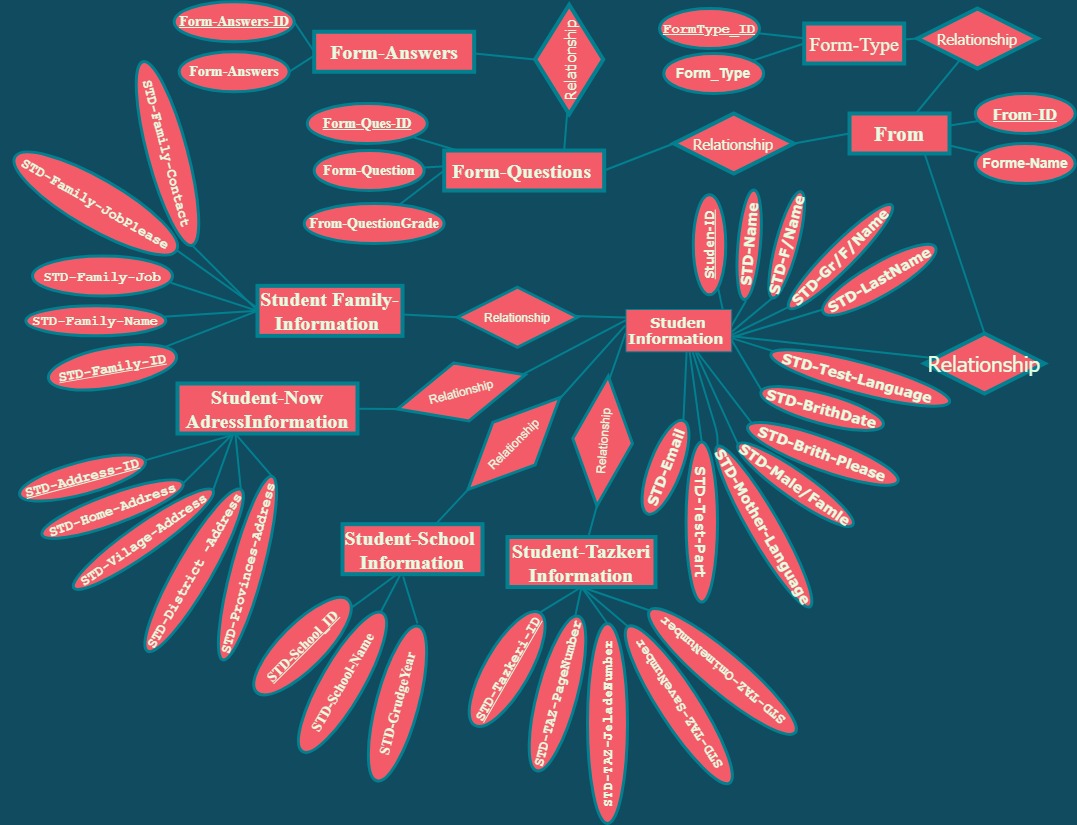 Form-Answers-ID
Form-Answers
Form-Answers
Relationship
FormType_ID
Form_Type
Form-Type
Relationship
Form-Ques-ID
Form-Question
From-QuestionGrade
Form-Questions
Relationship
From
From-ID
Forme-Name
STD-Family-Contact
STD-Family-JobPlease
STD-Family-Job
STD-Family-Name
STD-Family-ID
Student Family-
Information
Relationship
Studen-ID
STD-Name
STD-F/Name
STD-Gr/F/Name
STD-LastName
Studen
Information
Relationship
STD-Test-Language
STD-BrithDate
STD-Brith-Please
STD-Male/Famle
STD-Mother-Language
STD-Test-Part
STD-Email
Student-Now
AdressInformation
Relationship
Relationship
Relationship
STD-Address-ID
STD-Home-Address
STD-Vilage-Address
STD-District -Address
STD-Provinces-Address
Student-School
Information
STD-School_ID
STD-School-Name
STD-GrudgeYear
Student-Tazkeri
Information
STD-Tazkeri-ID
STD-TAZ-PageNumber
STD-TAZ-JeladeNumber
STD-TAZ-SaveNumber
STD-TAZ-OmimeNumber